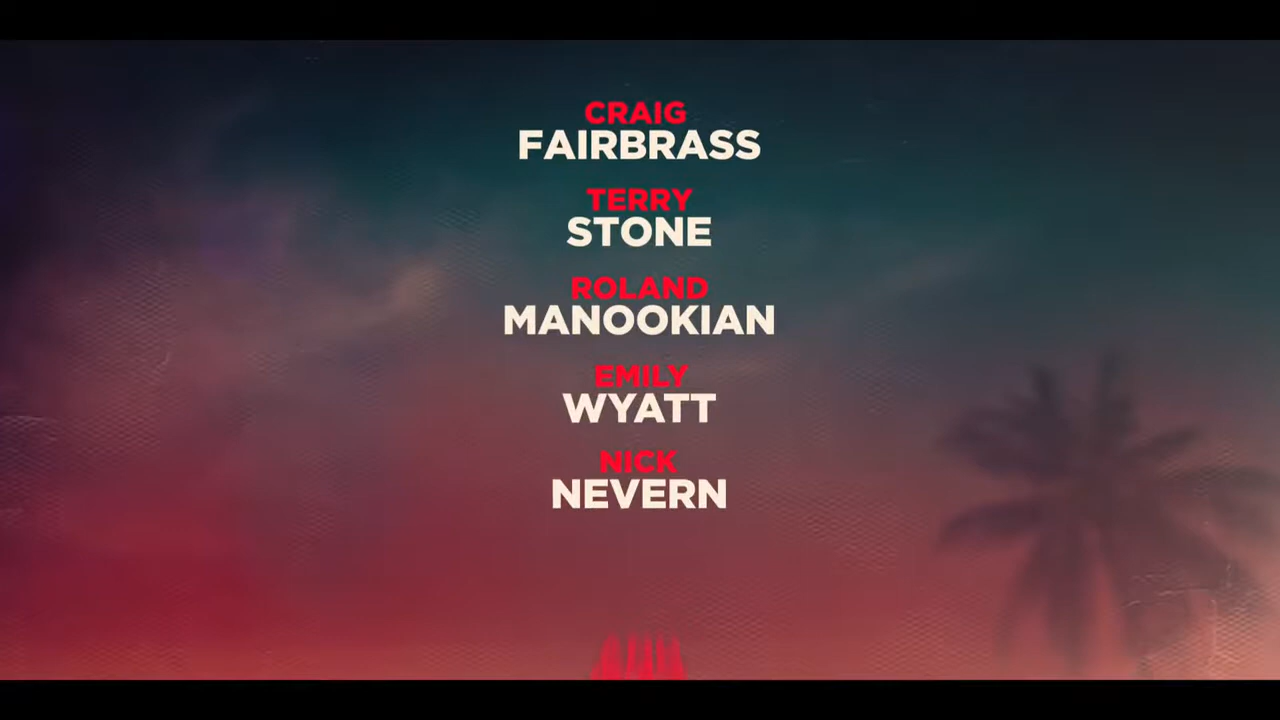 CRAIG
FAIRBRASS
TERRY
STONE
ROLAND
MANOOKIAN
EMILY
WYATT
NICK
NEVERN